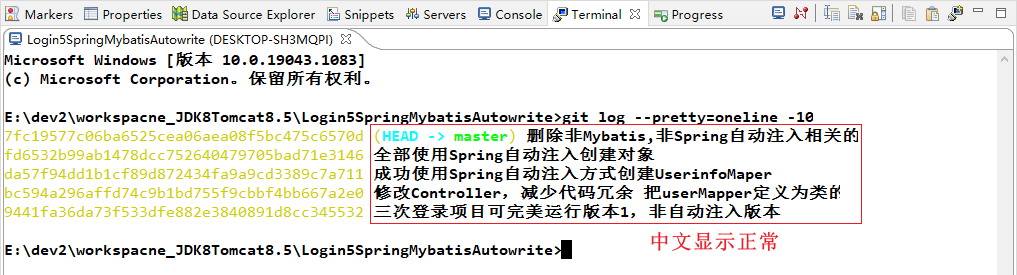 Markers Properties Data Source Explorer Snippets Servers Console Terminal Progress
Login5SpringMybatisAutowrite (DESKTOP-SH3MQPI)
Microsoft Windows [版本 10.0.19043.1083]
(c) Microsoft Corporation。保留所有权利。
E:\dev2\workspacne_JDK8Tomcat8.5\Login5SpringMybatisAutowrite>git log --pretty=oneline -10
7fc19577c06ba6525cea06aea08f5bc475c6570d (HEAD -> master) 删除非Mybatis,非Spring自动注入相关的
fd6532b99ab1478dcc752640479705bad71e3146 全部使用Spring自动注入创建对象
da57f94dd1b1cf89d872434fa9a9cd3389c7a711 成功使用Spring自动注入方式创建UserinfoMaper
bc594a296affd74c9b1bd755f9cbbf4bb667a2e0 修改Controller，减少代码冗余 把userMapper定义为类的
9441fa36da73f533dfe882e3840891d8cc345532 三次登录项目可完美运行版本1，非自动注入版本
E:\dev2\workspacne_JDK8Tomcat8.5\Login5SpringMybatisAutowrite>
中文显示正常